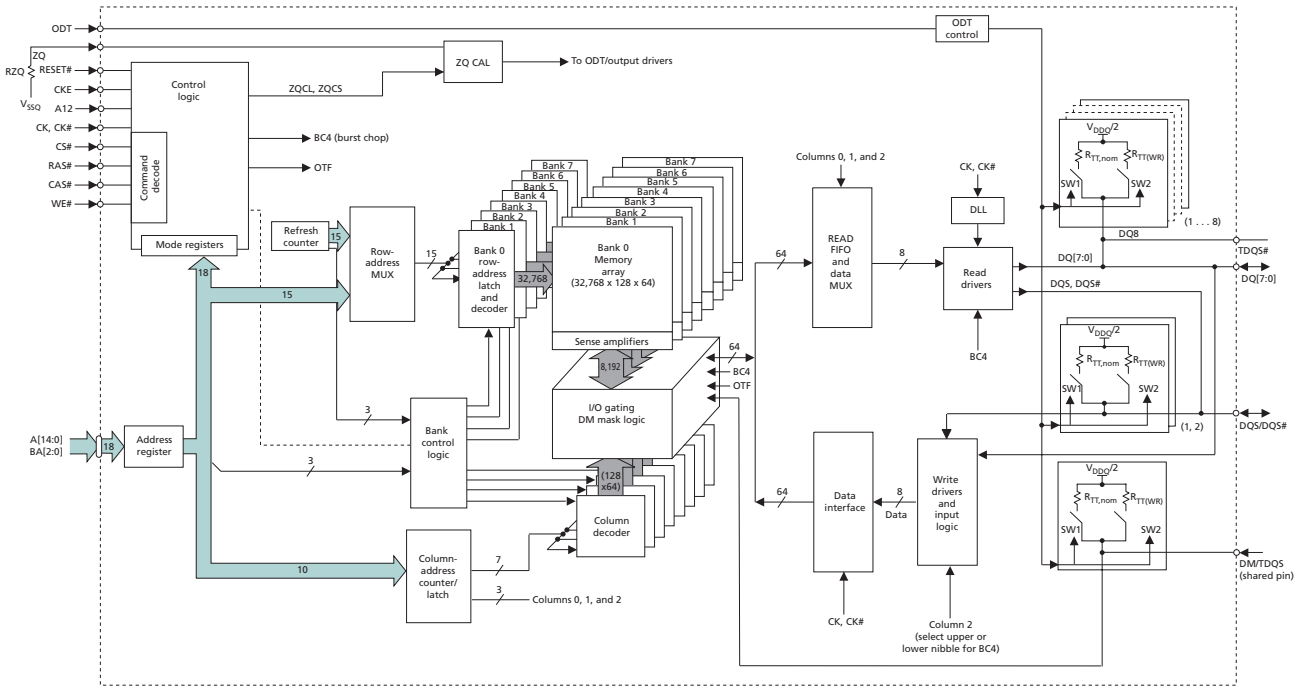 ODT
ODT
control
ZQ
RZQ
RESET#
CKE
VSSQ
A12
CK, CK#
CS#
RAS#
CAS#
WE#
Control
logic
Command
decode
Mode registers
ZQ CAL
To ODT/output drivers
ZQCL, ZQCS
BC4 (burst chop)
OTF
Refresh
counter
15
Row-
address
MUX
15
18
15
Bank 7
Bank 6
Bank 5
Bank 4
Bank 3
Bank 2
Bank 1
Bank 0
row-
address
latch
and
decoder
32,768
Bank 7
Bank 6
Bank 5
Bank 4
Bank 3
Bank 2
Bank 1
Bank 0
Memory
array
(32,768 x 128 x 64)
Sense amplifiers
8,192
64
BC4
OTF
I/O gating
DM mask logic
(128
x64)
Column
decoder
3
Bank
control
logic
3
A[14:0]
BA[2:0]
18
Address
register
10
Column-
address
counter/
latch
7
3
Columns 0, 1, and 2
Columns 0, 1, and 2
64
READ
FIFO
and
data
MUX
8
CK, CK#
DLL
Read
drivers
BC4
DQ8
DQ[7:0]
DQS, DQS#
TDQS#
DQ[7:0]
VDDQ/2
RTT,nom
RTT(WR)
SW1
SW2
(1 . . . 8)
VDDQ/2
RTT,nom
RTT(WR)
SW1
SW2
(1, 2)
DQS/DQS#
VDDQ/2
RTT,nom
RTT(WR)
SW1
SW2
DM/TDQS
(shared pin)
64
Data
interface
8
Data
Write
drivers
and
input
logic
CK, CK#
Column 2
(select upper or
lower nibble for BC4)